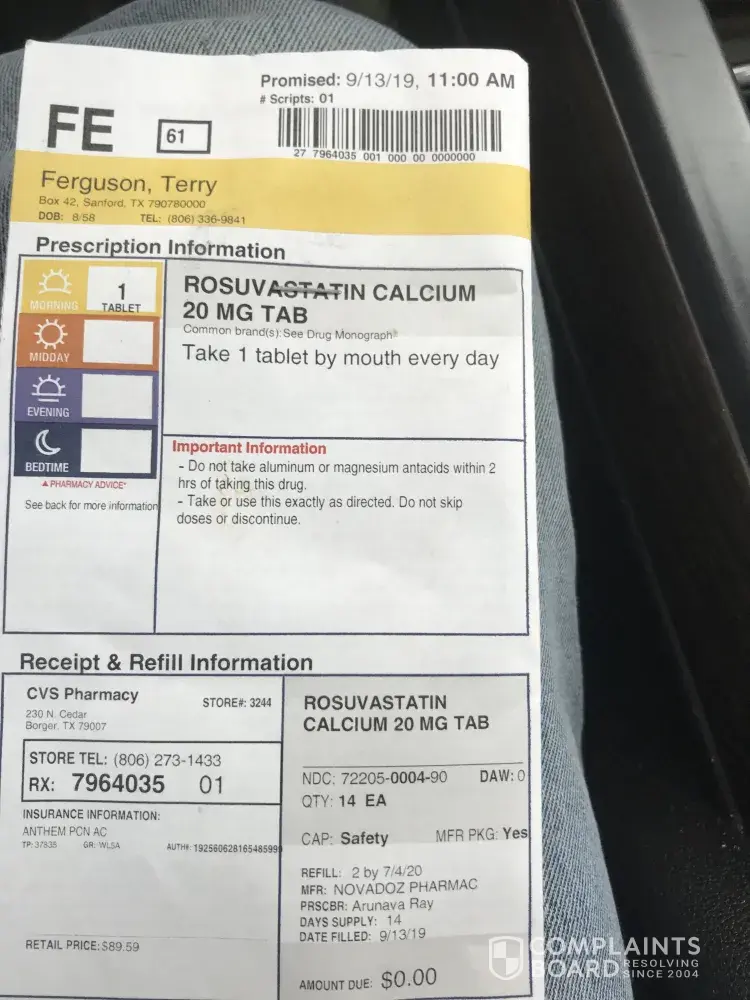 Promised: 9/13/19, 11:00 AM
# Scripts: 01
FE
61
27 7964035 001 000 00 0000000
Ferguson, Terry
Box 42, Sanford, TX 790780000
DOB: 8/58 TEL: (806) 336-9841
Prescription Information
MORNING
1
TABLET
MIDDAY
EVENING
BEDTIME
▲ PHARMACY ADVICE*
See back for more information
ROSUVASTATIN CALCIUM
20 MG TAB
Common brand(s): See Drug Monograph
Take 1 tablet by mouth every day
Important Information
- Do not take aluminum or magnesium antacids within 2
hrs of taking this drug.
- Take or use this exactly as directed. Do not skip
doses or discontinue.
Receipt & Refill Information
CVS Pharmacy STORE#: 3244
230 N. Cedar
Borger, TX 79007
STORE TEL: (806) 273-1433
RX: 7964035 01
INSURANCE INFORMATION:
ANTHEM PCN AC
TP: 37835 GR: WLSA AUTH#: 192560628165485999
RETAIL PRICE: $89.59
ROSUVASTATIN
CALCIUM 20 MG TAB
NDC: 72205-0004-90 DAW: 0
QTY: 14 EA
CAP: Safety MFR PKG: Yes
REFILL: 2 by 7/4/20
MFR: NOVADOZ PHARMAC
PRSCBR: Arunava Ray
DAYS SUPPLY: 14
DATE FILLED: 9/13/19
AMOUNT DUE: $0.00
COMPLAINTS
BOARD RESOLVING
SINCE 2004